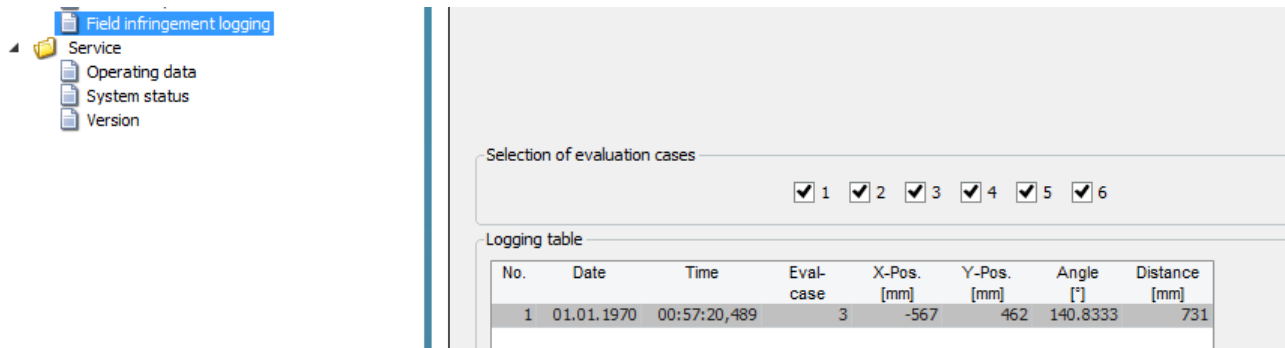 Field infringement logging
Service
Operating data
System status
Version
Selection of evaluation cases
1 2 3 4 5 6
Logging table
No. Date Time Eval- X-Pos. Y-Pos. Angle Distance
case [mm] [mm] [°] [mm]
1 01.01.1970 00:57:20,489 3 -567 462 140.8333 731